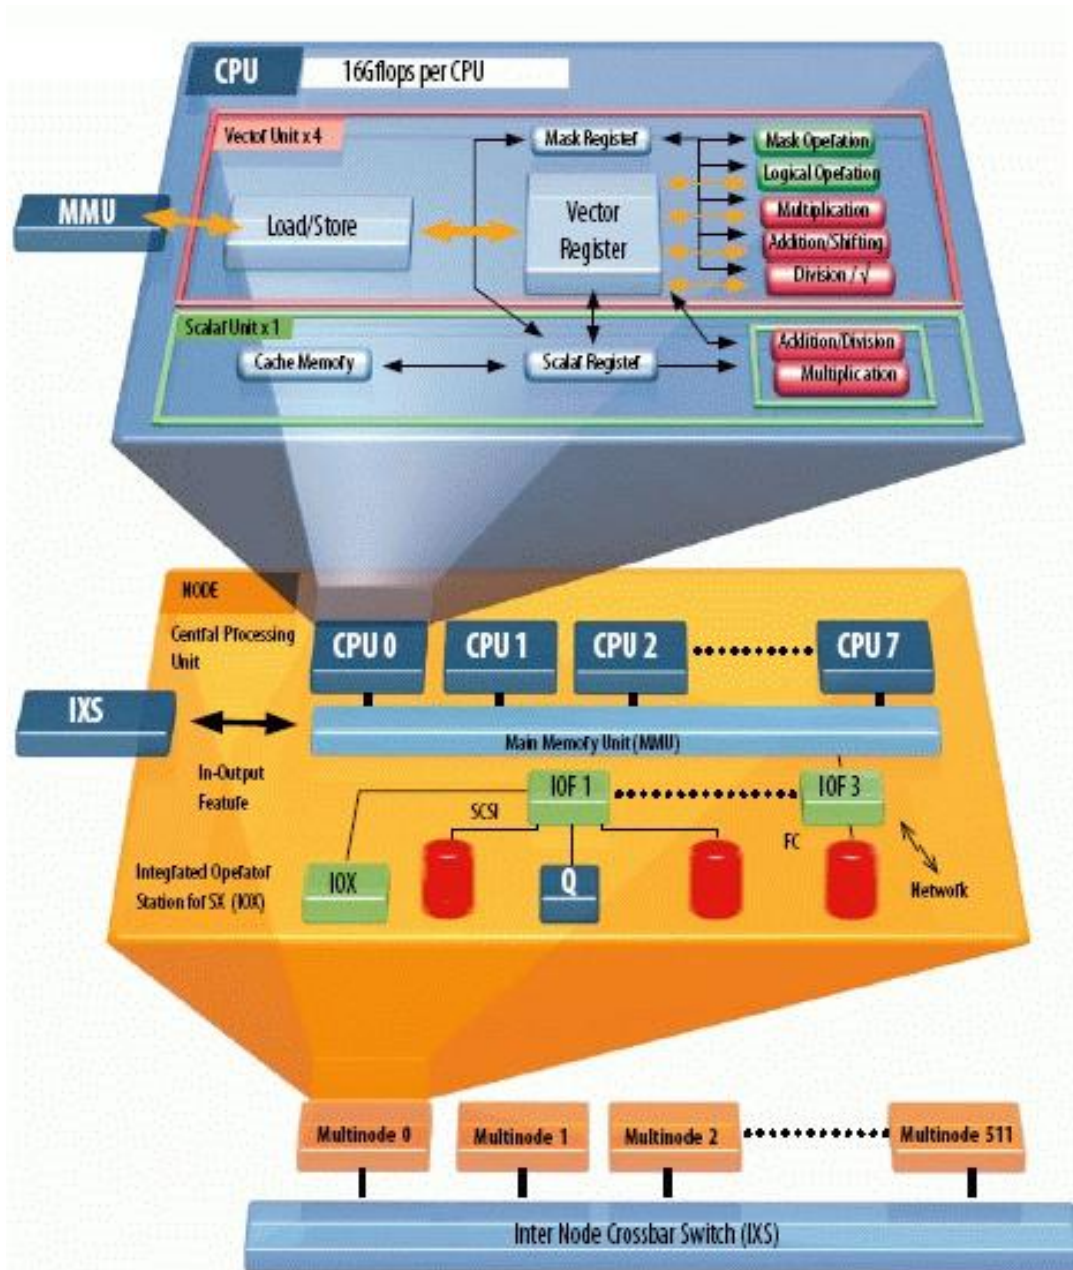 CPU
16Gflops per CPU
Vector Unit x 4
Mask Register
Mask Operation
Logical Operation
MMU
Load/Store
Vector
Register
Multiplication
Addition/Shifting
Division / √
Scalar Unit x 1
Cache Memory
Scalar Register
Addition/Division
Multiplication
NODE
Central Processing
Unit
CPU 0
CPU 1
CPU 2
CPU 7
IXS
Main Memory Unit (MMU)
In-Output
Feature
IOF 1
IOF 3
SCSI
FC
Integrated Operator
Station for SX (IOX)
IOX
Q
Network
Multinode 0
Multinode 1
Multinode 2
Multinode 511
Inter Node Crossbar Switch (IXS)